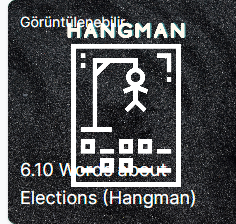 Görüntülenebilir
HANGMAN
6.10 Words about
Elections (Hangman)